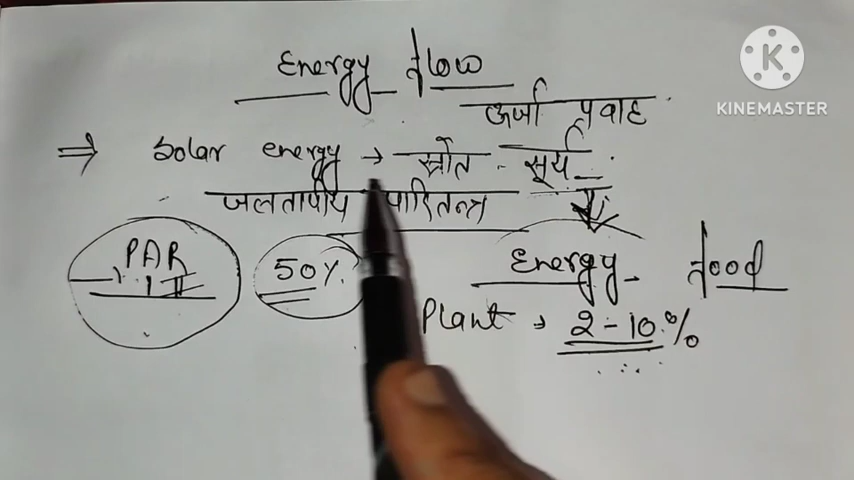 Energy flow
KINEMASTER
ऊर्जा प्रवाह
⇒ Solar energy → स्रोत - सूर्य
जलतापीय पारितन्त्र
PAR 50% Energy food
Plant → 2-10%